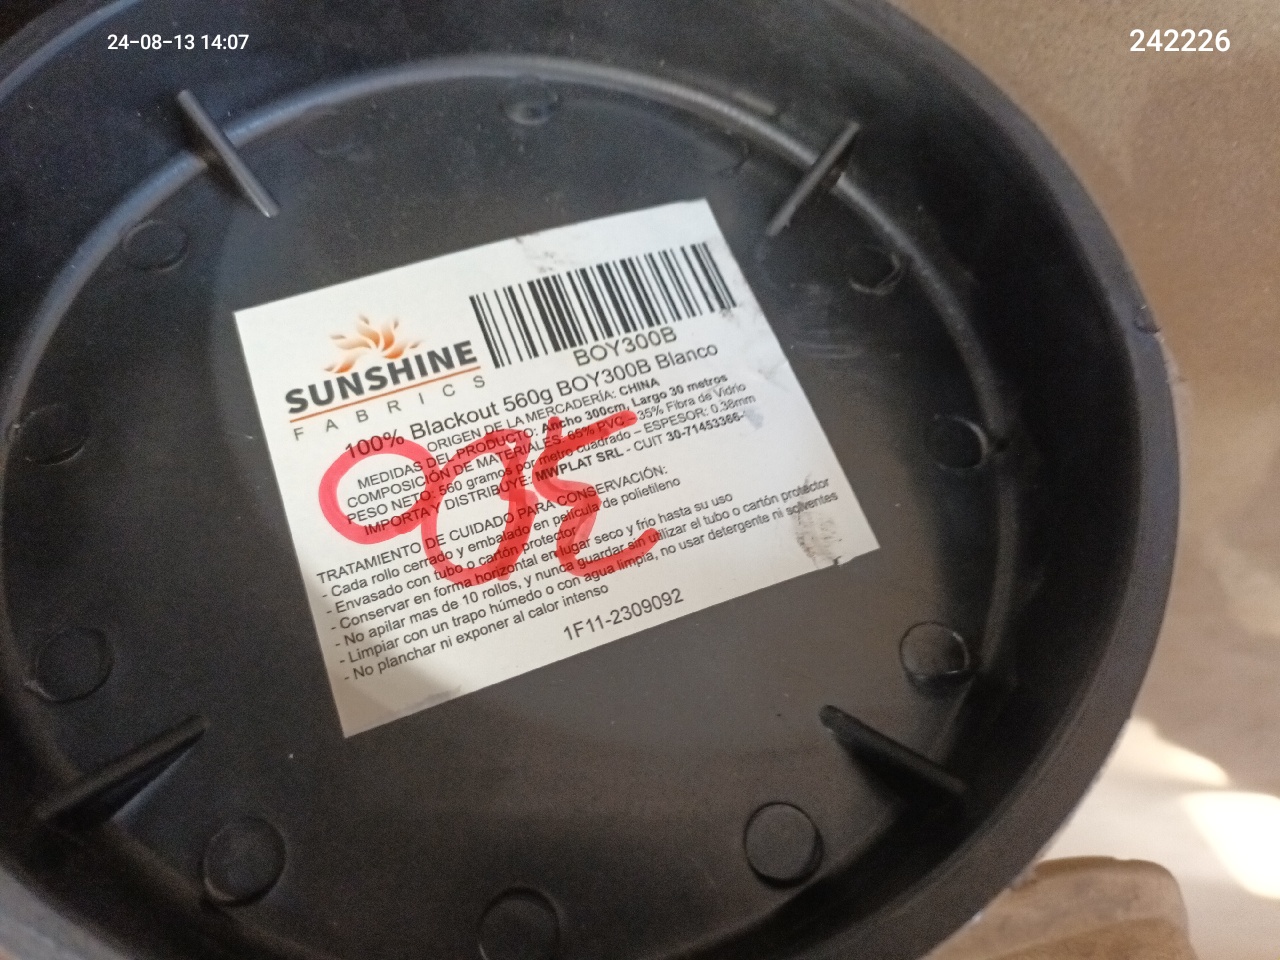 24-08-13 14:07
242226
SUNSHINE
FABRICS
BOY300B
100% Blackout 560g BOY300B Blanco
ORIGEN DE LA MERCADERÍA: CHINA
MEDIDAS DEL PRODUCTO: Ancho 300cm, Largo 30 metros
COMPOSICIÓN DE MATERIALES: 65% PVC – 35% Fibra de Vidrio
PESO NETO: 560 gramos por metro cuadrado – ESPESOR: 0.38mm
IMPORTA Y DISTRIBUYE: MWPLAT SRL - CUIT 30-71453366-
TRATAMIENTO DE CUIDADO PARA CONSERVACIÓN:
- Cada rollo cerrado y embalado en película de polietileno
- Envasado con tubo o cartón protector
- Conservar en forma horizontal en lugar seco y frio hasta su uso
- No apilar mas de 10 rollos, y nunca guardar sin utilizar el tubo o cartón protector
- Limpiar con un trapo húmedo o con agua limpia, no usar detergente ni solventes
- No planchar ni exponer al calor intenso
1F11-2309092